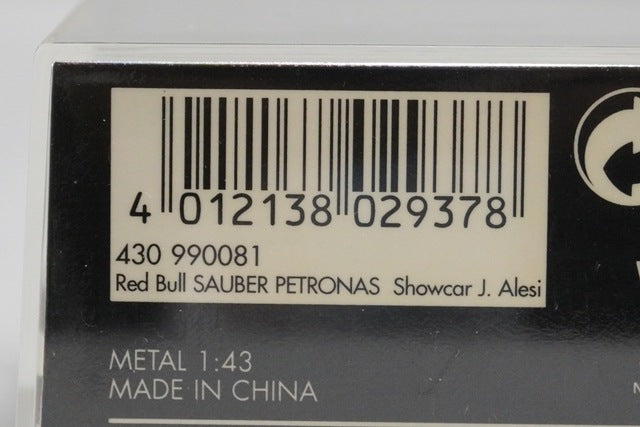 4 012138 029378
430 990081
Red Bull SAUBER PETRONAS Showcar J. Alesi
METAL 1:43
MADE IN CHINA